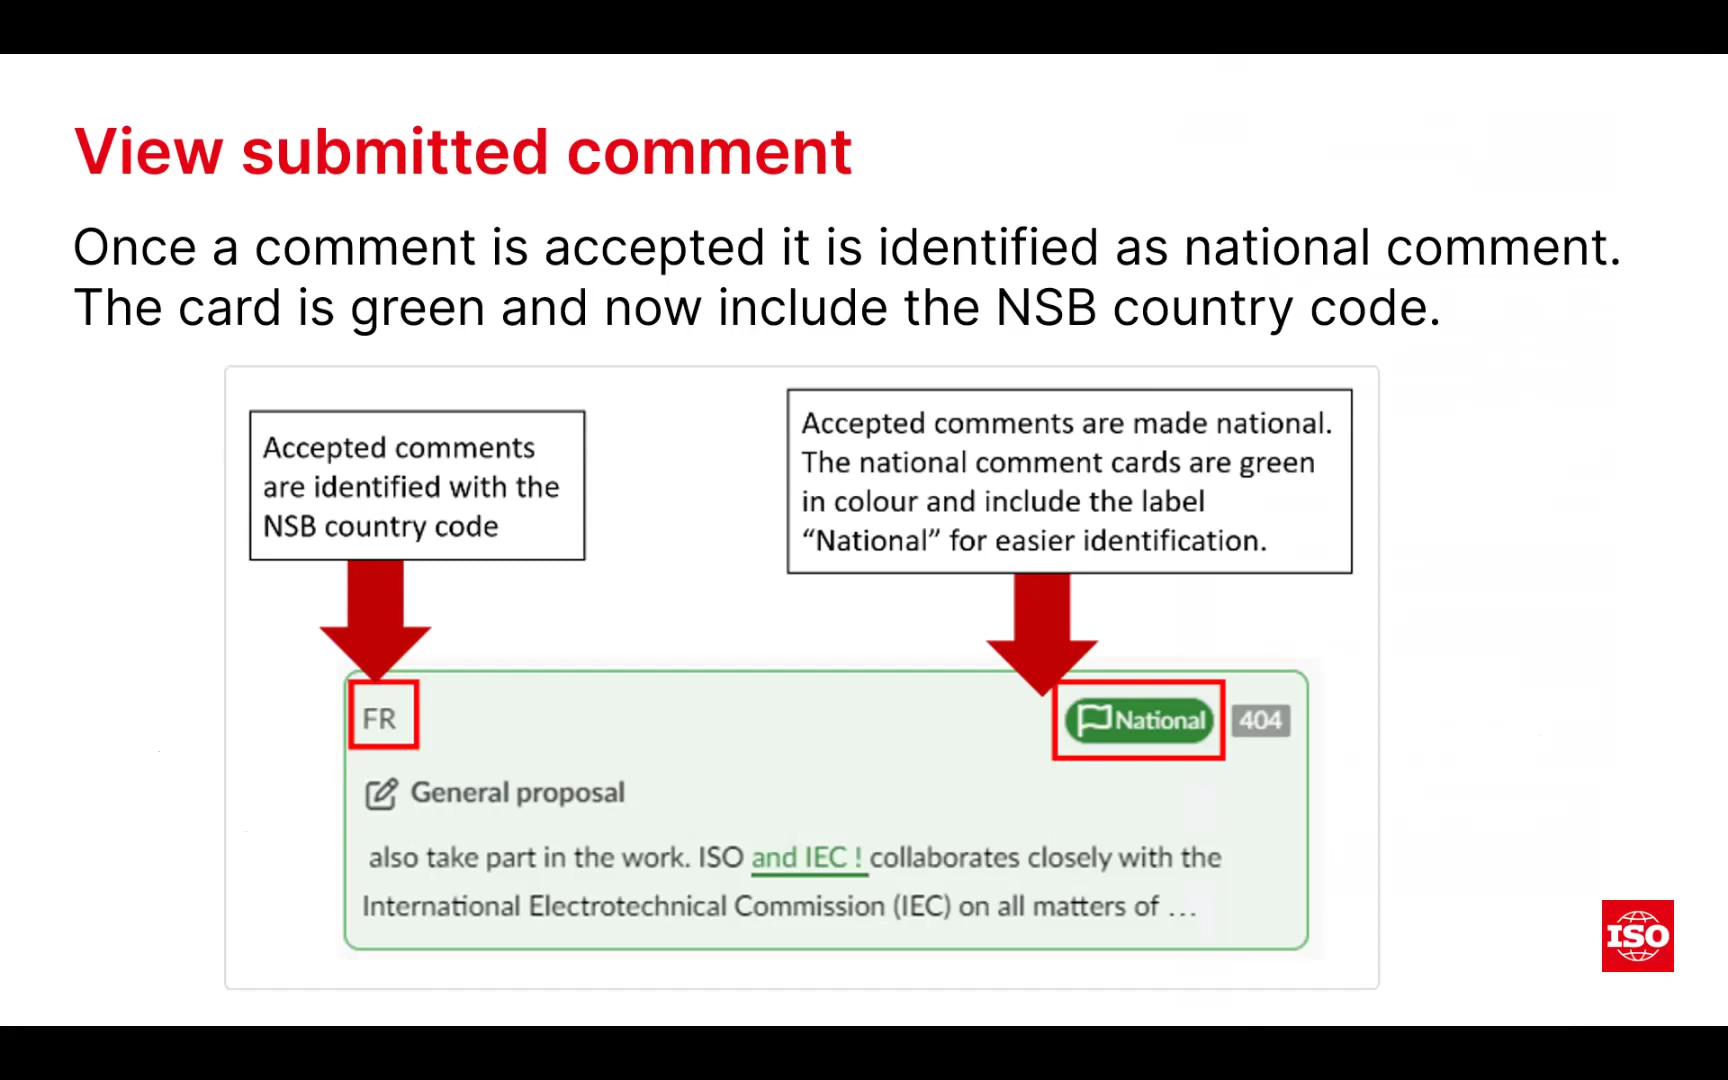 View submitted comment
Once a comment is accepted it is identified as national comment.
The card is green and now include the NSB country code.
Accepted comments
are identified with the
NSB country code
Accepted comments are made national.
The national comment cards are green
in colour and include the label
“National” for easier identification.
FR
National
404
General proposal
also take part in the work. ISO and IEC ! collaborates closely with the
International Electrotechnical Commission (IEC) on all matters of ...
ISO